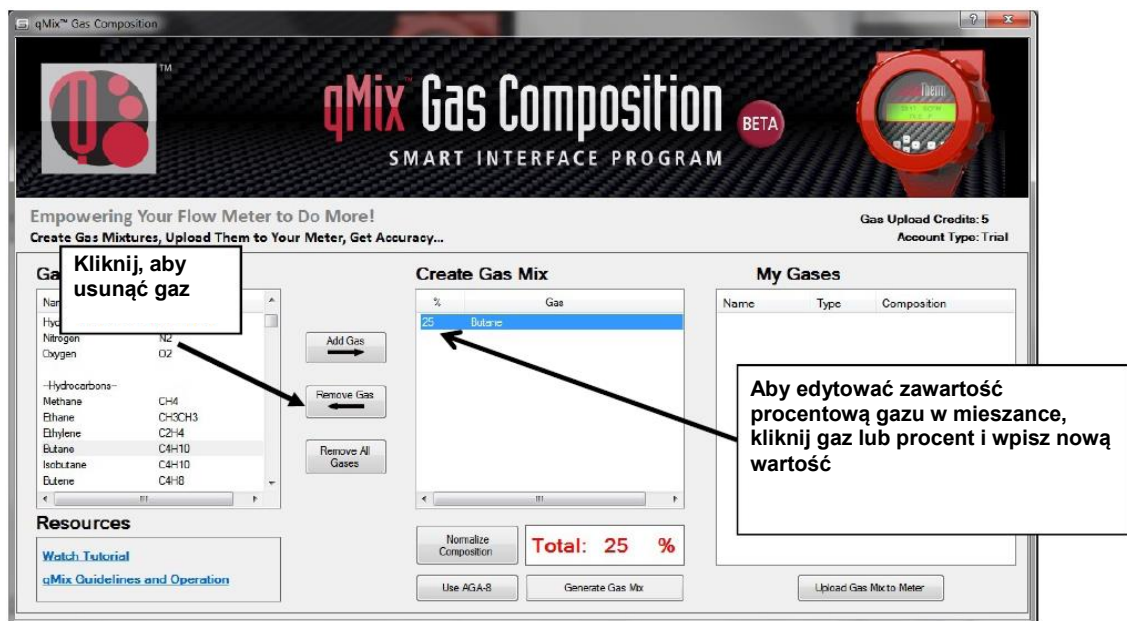 qMix™ Gas Composition
TM
qMix™ Gas Composition BETA
SMART INTERFACE PROGRAM
Therm
Empowering Your Flow Meter to Do More!
Create Gas Mixtures, Upload Them to Your Meter, Get Accuracy...
Gas Upload Credits: 5
Account Type: Trial
Kliknij, aby
usunąć gaz
Nitrogen N2
Oxygen O2
--Hydrocarbons--
Methane CH4
Ethane CH3CH3
Ethylene C2H4
Butane C4H10
Isobutane C4H10
Butene C4H8
Add Gas
Remove Gas
Remove All
Gases
Create Gas Mix
% Gas
25 Butane
My Gases
Name Type Composition
Aby edytować zawartość
procentową gazu w mieszance,
kliknij gaz lub procent i wpisz nową
wartość
Resources
Watch Tutorial
qMix Guidelines and Operation
Normalize
Composition
Total: 25 %
Use AGA-8
Generate Gas Mix
Upload Gas Mix to Meter